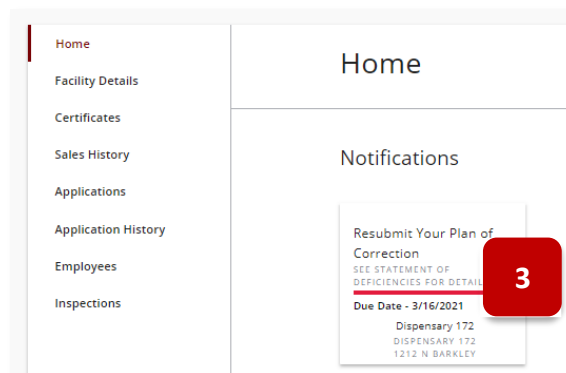 Home
Facility Details
Certificates
Sales History
Applications
Application History
Employees
Inspections
Home
Notifications
Resubmit Your Plan of
Correction
SEE STATEMENT OF
DEFICIENCIES FOR DETAIL
Due Date - 3/16/2021
Dispensary 172
DISPENSARY 172
1212 N BARKLEY
3